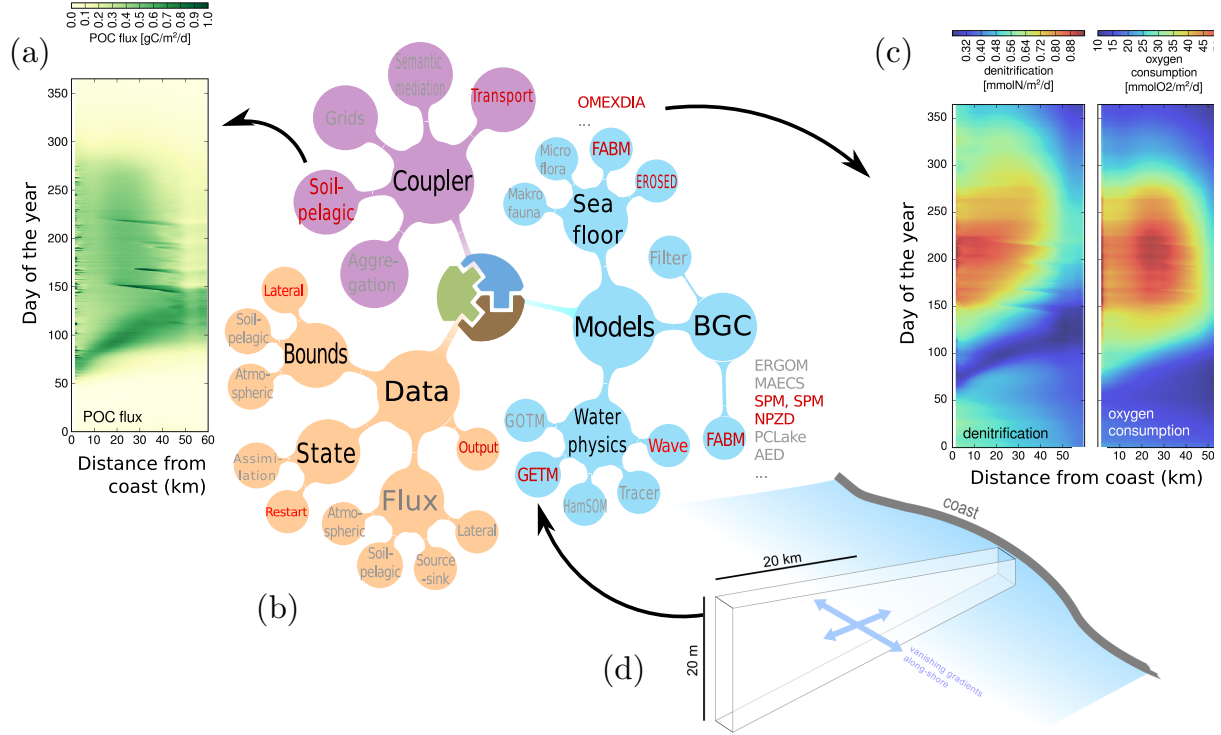 0.0 0.1 0.2 0.3 0.4 0.5 0.6 0.7 0.8 0.9 1.0
POC flux [gC/m²/d]
(a)
Day of the year
350
300
250
200
150
100
50
0
POC flux
0 10 20 30 40 50 60
Distance from
coast (km)
(b)
Semantic
mediation
Transport
Grids
Coupler
Soil-
pelagic
Aggre-
gation
OMEXDIA
...
Micro
flora
FABM
EROSED
Makro
fauna
Sea
floor
Filter
Models
BGC
FABM
ERGOM
MAECS
SPM, SPM
NPZD
PCLake
AED
...
Lateral
Soil-
pelagic
Bounds
Atmo-
spheric
Data
State
Assimi-
lation
Restart
Output
Flux
Atmo-
spheric
Soil-
pelagic
Source
-sink
Lateral
Water
physics
GOTM
GETM
HamSOM
Tracer
Wave
(c)
0.32 0.40 0.48 0.56 0.64 0.72 0.80 0.88
denitrification
[mmolN/m²/d]
10 15 20 25 30 35 40 45
oxygen
consumption
[mmolO2/m²/d]
Day of the year
350
300
250
200
150
100
50
0
denitrification
oxygen
consumption
0 10 20 30 40 50
0 10 20 30 40 50
Distance from coast (km)
(d)
coast
20 km
20 m
vanishing gradients
along-shore